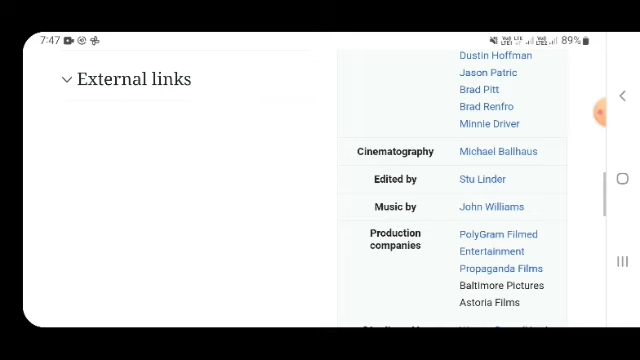 7:47
89%
External links
Dustin Hoffman
Jason Patric
Brad Pitt
Brad Renfro
Minnie Driver
Cinematography Michael Ballhaus
Edited by Stu Linder
Music by John Williams
Production companies PolyGram Filmed
Entertainment
Propaganda Films
Baltimore Pictures
Astoria Films